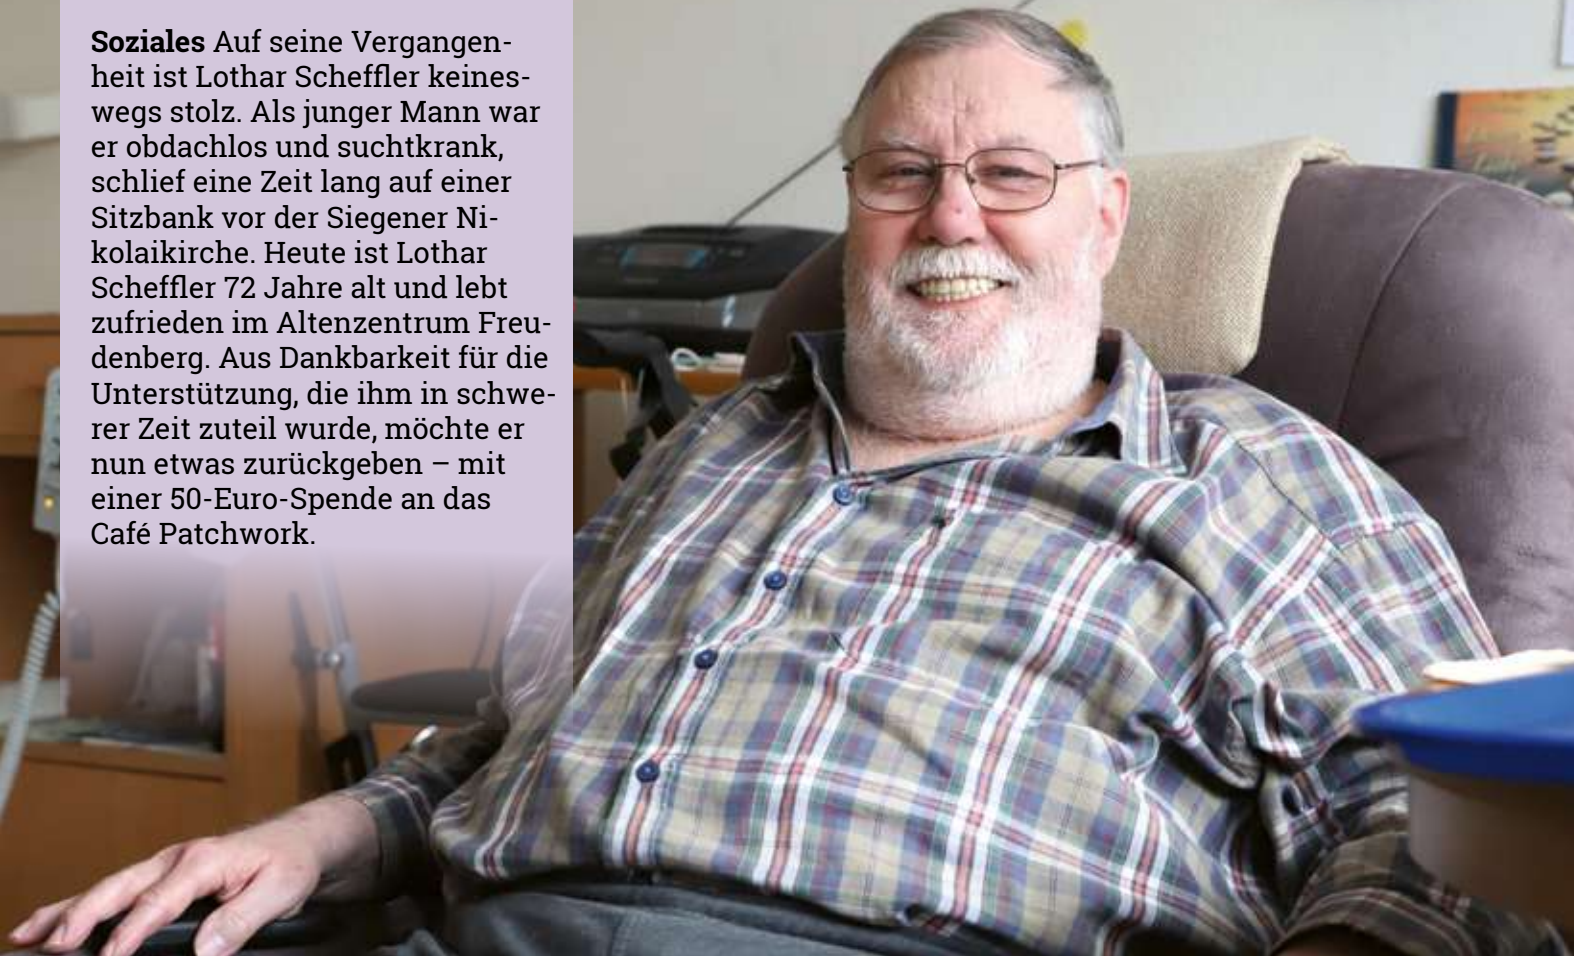 Soziales Auf seine Vergangen-
heit ist Lothar Scheffler keines-
wegs stolz. Als junger Mann war
er obdachlos und suchtkrank,
schlief eine Zeit lang auf einer
Sitzbank vor der Siegener Ni-
kolaikirche. Heute ist Lothar
Scheffler 72 Jahre alt und lebt
zufrieden im Altenzentrum Freu-
denberg. Aus Dankbarkeit für die
Unterstützung, die ihm in schwe-
rer Zeit zuteil wurde, möchte er
nun etwas zurückgeben – mit
einer 50-Euro-Spende an das
Café Patchwork.